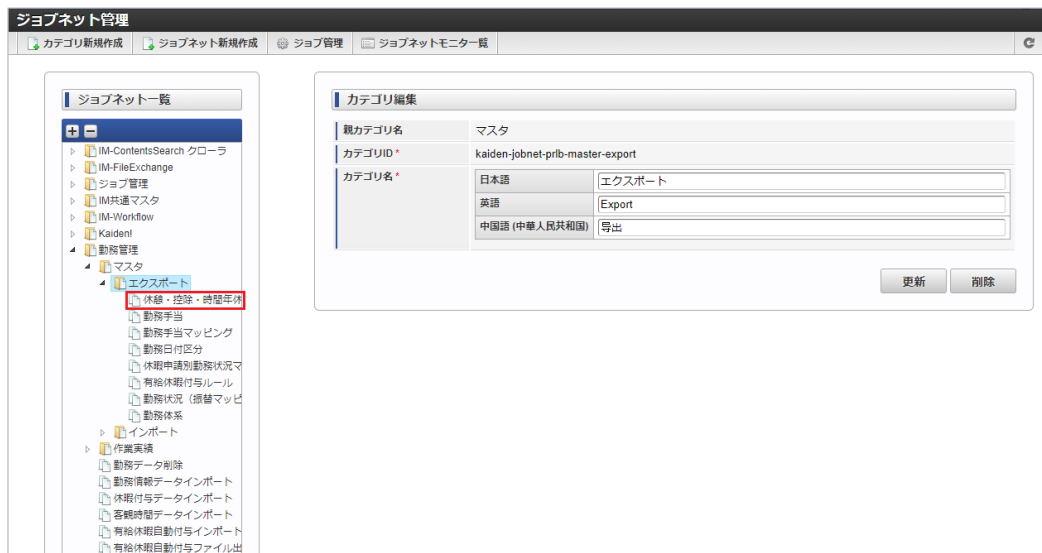 ジョブネット管理
カテゴリ新規作成 ジョブネット新規作成 ジョブ管理 ジョブネットモニタ一覧
ジョブネット一覧
IM-ContentsSearch クローラ
IM-FileExchange
ジョブ管理
IM共通マスタ
IM-Workflow
Kaiden!
勤務管理
マスタ
エクスポート
休憩・控除・時間年休
勤務手当
勤務手当マッピング
勤務日付区分
休暇申請別勤務状況マ
有給休暇付与ルール
勤務状況（振替マッピ
勤務体系
インポート
作業実績
勤務データ削除
勤務情報データインポート
休暇付与データインポート
客観時間データインポート
有給休暇自動付与インポート
有給休暇自動付与ファイル出
カテゴリ編集
親カテゴリ名 マスタ
カテゴリID * kaiden-jobnet-prlb-master-export
カテゴリ名 * 日本語 エクスポート
英語 Export
中国語 (中華人民共和国) 导出
更新 削除